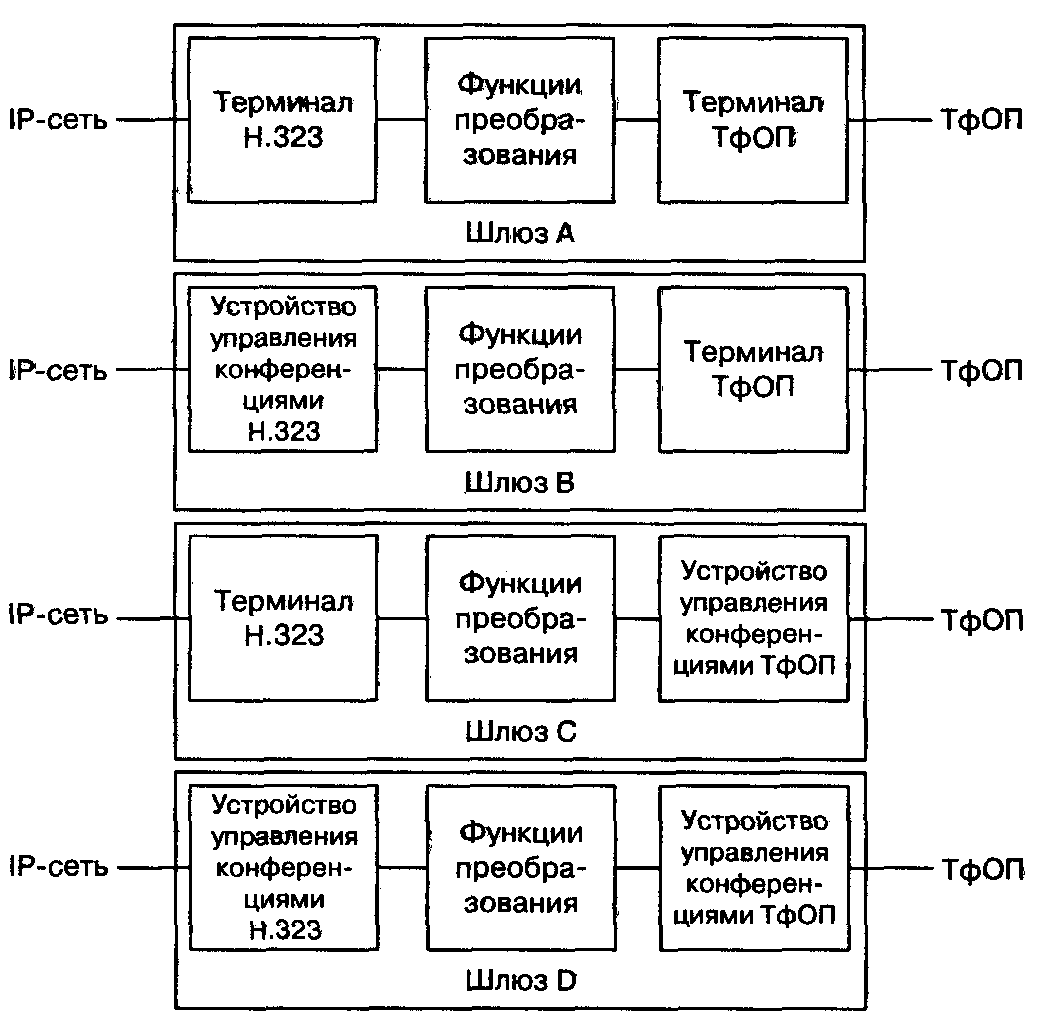 IP-сеть
Терминал
H.323
Функции
преобра-
зования
Терминал
ТфОП
ТфОП
Шлюз A
IP-сеть
Устройство
управления
конферен-
циями
H.323
Функции
преобра-
зования
Терминал
ТфОП
ТфОП
Шлюз B
IP-сеть
Терминал
H.323
Функции
преобра-
зования
Устройство
управления
конферен-
циями ТфОП
ТфОП
Шлюз C
IP-сеть
Устройство
управления
конферен-
циями
H.323
Функции
преобра-
зования
Устройство
управления
конферен-
циями ТфОП
ТфОП
Шлюз D